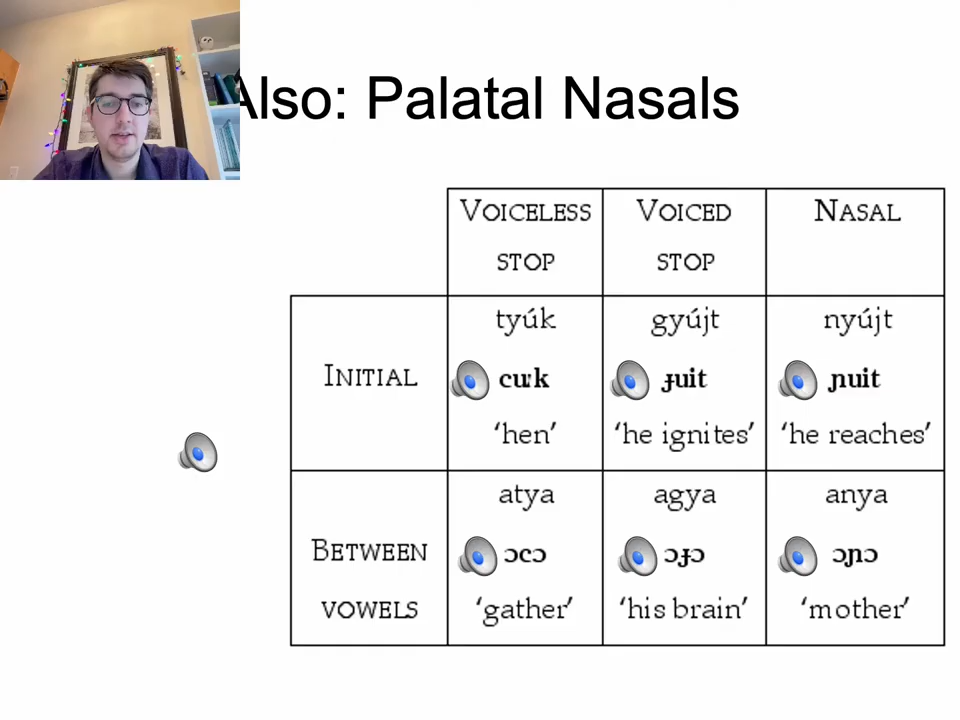 Also: Palatal Nasals
VOICELESS STOP
VOICED STOP
NASAL
INITIAL
tyúk
cuːk
‘hen’
gyújt
ɟuit
‘he ignites’
nyújt
ɲuit
‘he reaches’
BETWEEN VOWELS
atya
ɔcɔ
‘gather’
agya
ɔɟɔ
‘his brain’
anya
ɔɲɔ
‘mother’